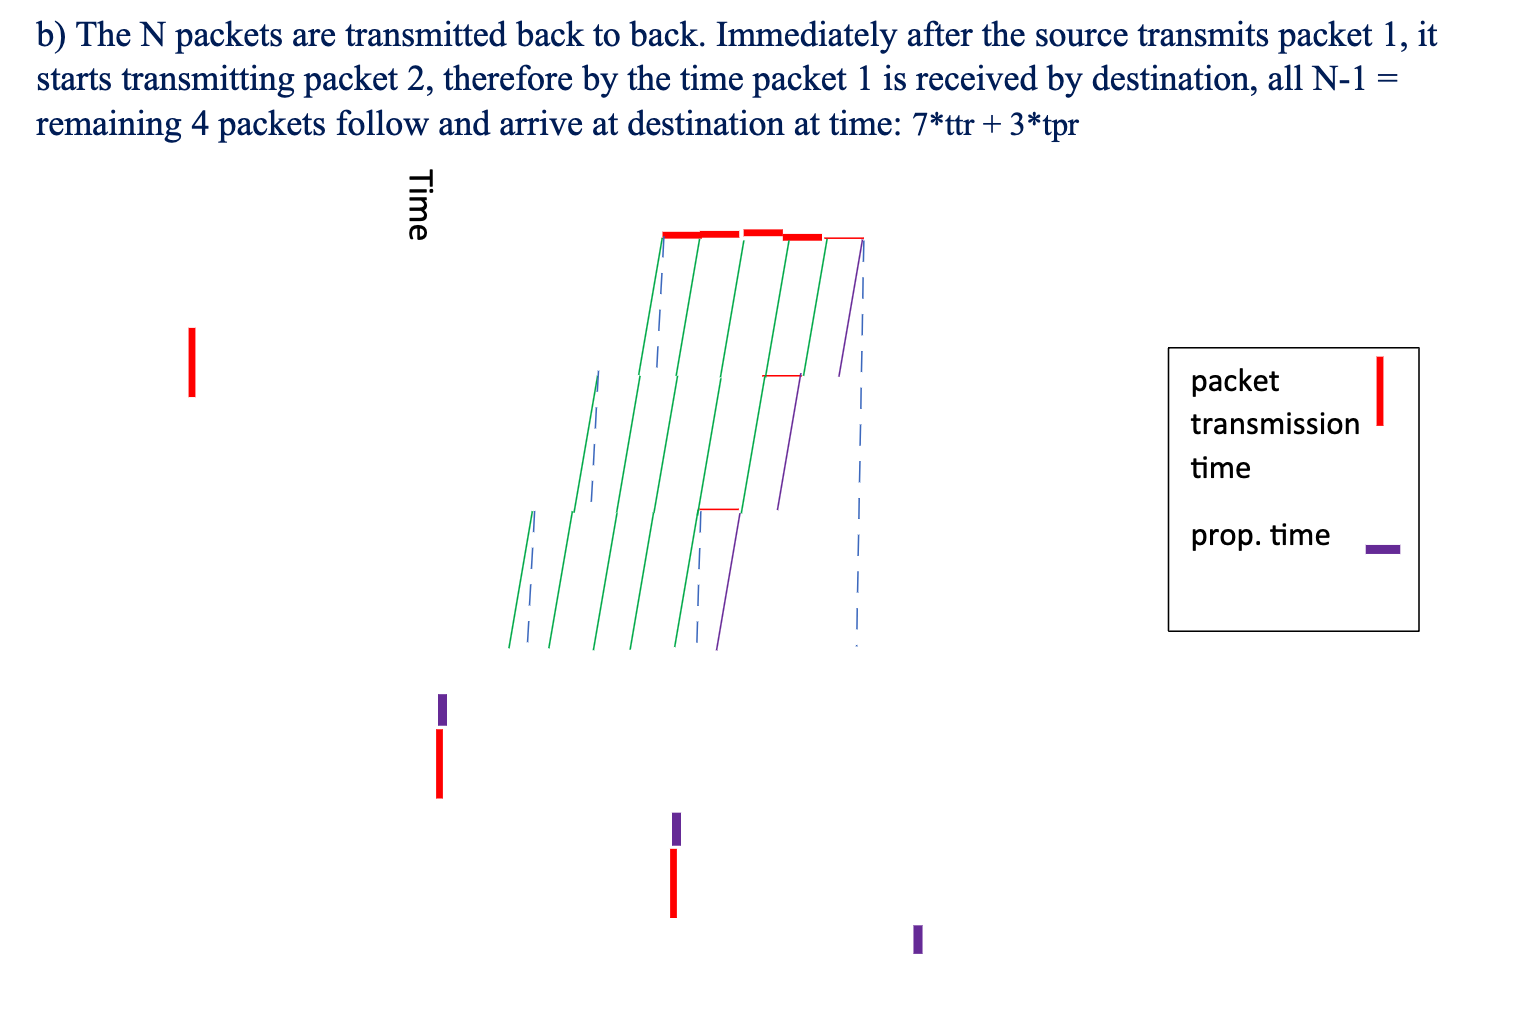 b) The N packets are transmitted back to back. Immediately after the source transmits packet 1, it
starts transmitting packet 2, therefore by the time packet 1 is received by destination, all N-1 =
remaining 4 packets follow and arrive at destination at time: 7*ttr + 3*tpr
Time
packet
transmission
time
prop. time